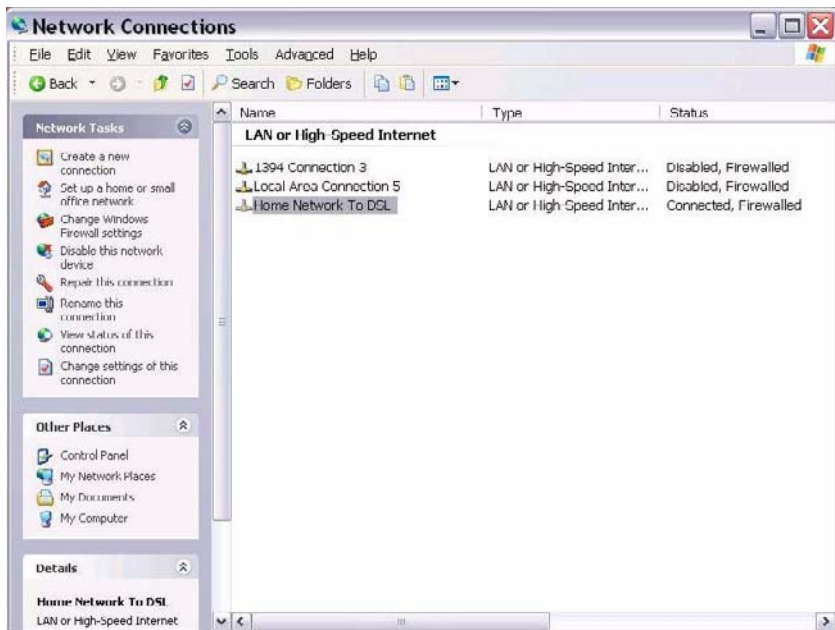 Network Connections
File Edit View Favorites Tools Advanced Help
Back Search Folders
Name Type Status
LAN or High-Speed Internet
1394 Connection 3 LAN or High-Speed Inter... Disabled, Firewalled
Local Area Connection 5 LAN or High-Speed Inter... Disabled, Firewalled
Home Network To DSL LAN or High-Speed Inter... Connected, Firewalled
Network Tasks
Create a new
connection
Set up a home or small
office network
Change Windows
Firewall settings
Disable this network
device
Repair this connection
Rename this
connection
View status of this
connection
Change settings of this
connection
Other Places
Control Panel
My Network Places
My Documents
My Computer
Details
Home Network To DSL
LAN or High-Speed Internet